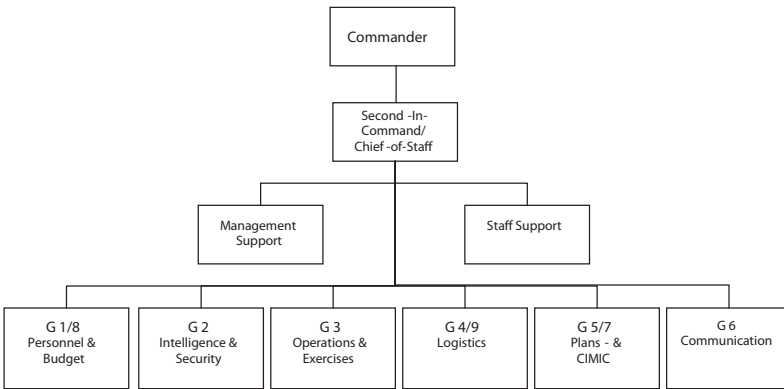 Commander
Second -In-
Command/
Chief -of-Staff
Management
Support
Staff Support
G 1/8
Personnel &
Budget
G 2
Intelligence &
Security
G 3
Operations &
Exercises
G 4/9
Logistics
G 5/7
Plans - &
CIMIC
G 6
Communication